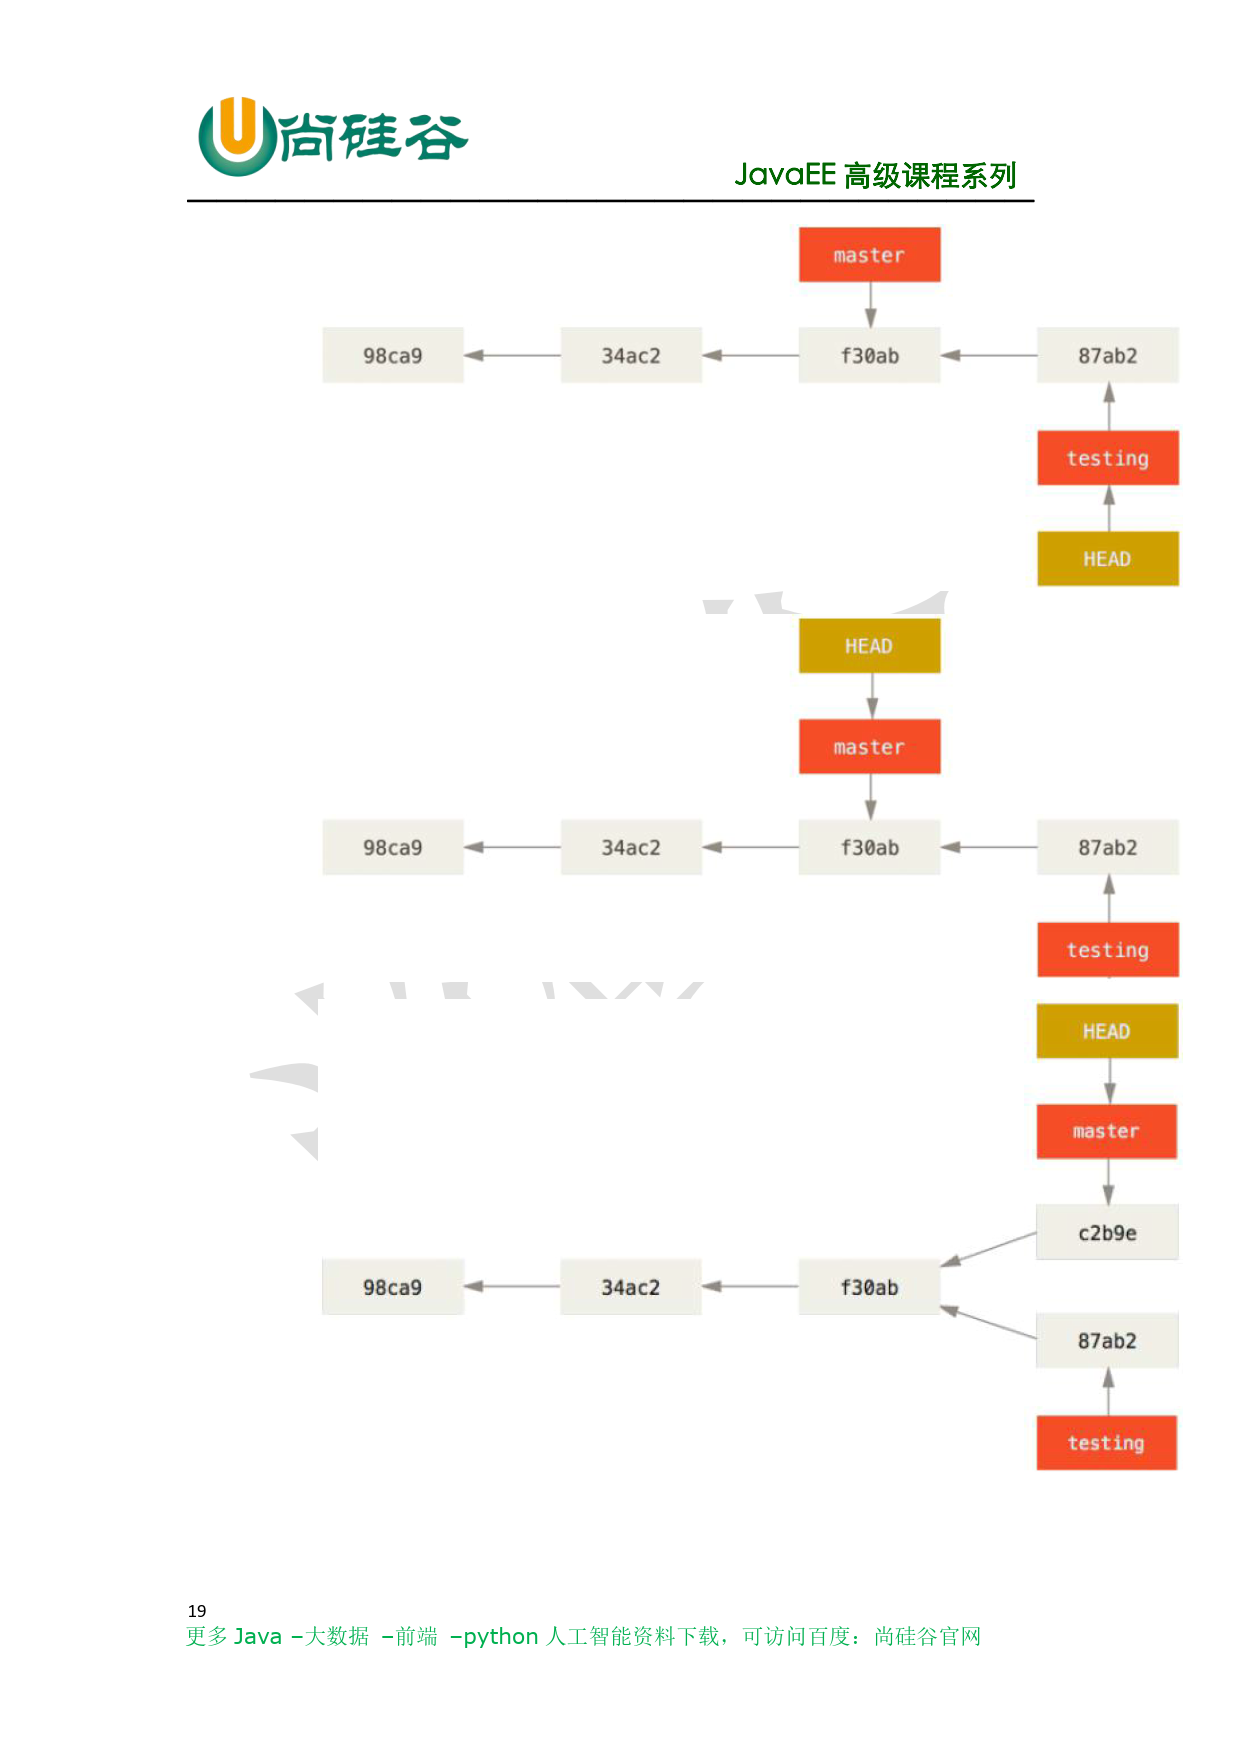 尚硅谷
JavaEE 高级课程系列
master
98ca9 34ac2 f30ab 87ab2
testing
HEAD
HEAD
master
98ca9 34ac2 f30ab 87ab2
testing
HEAD
master
c2b9e
98ca9 34ac2 f30ab
87ab2
testing
19
更多 Java –大数据 –前端 –python 人工智能资料下载，可访问百度：尚硅谷官网